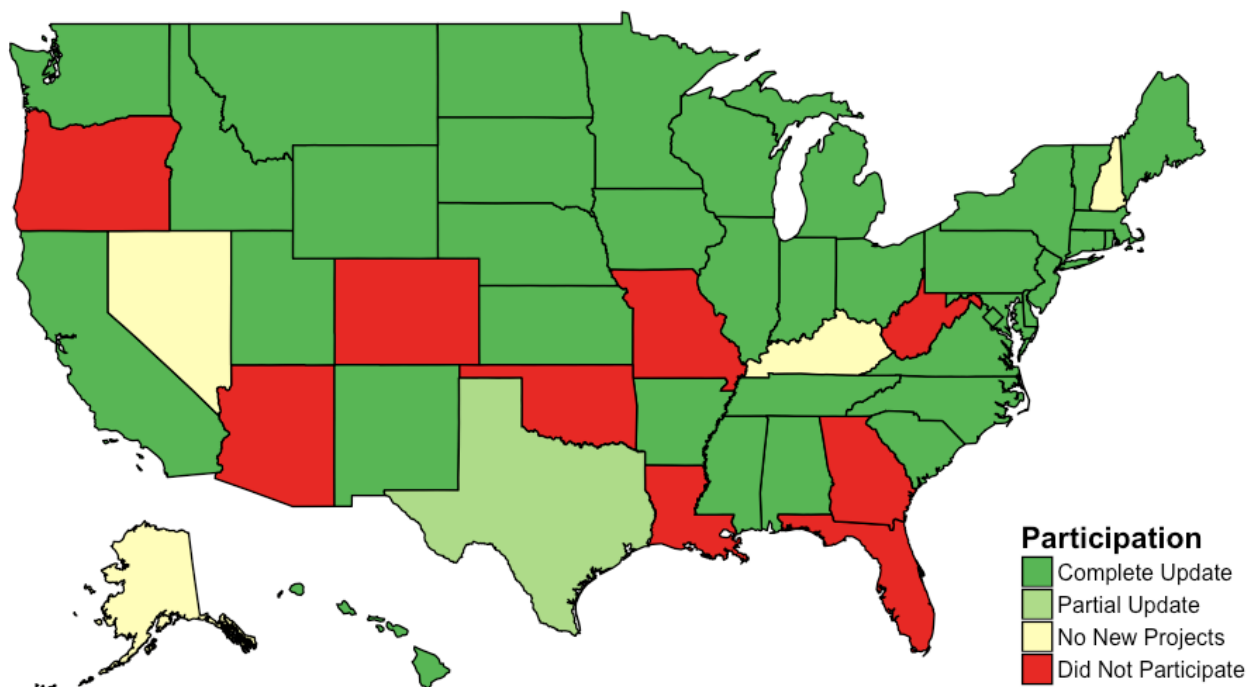 Participation
Complete Update
Partial Update
No New Projects
Did Not Participate